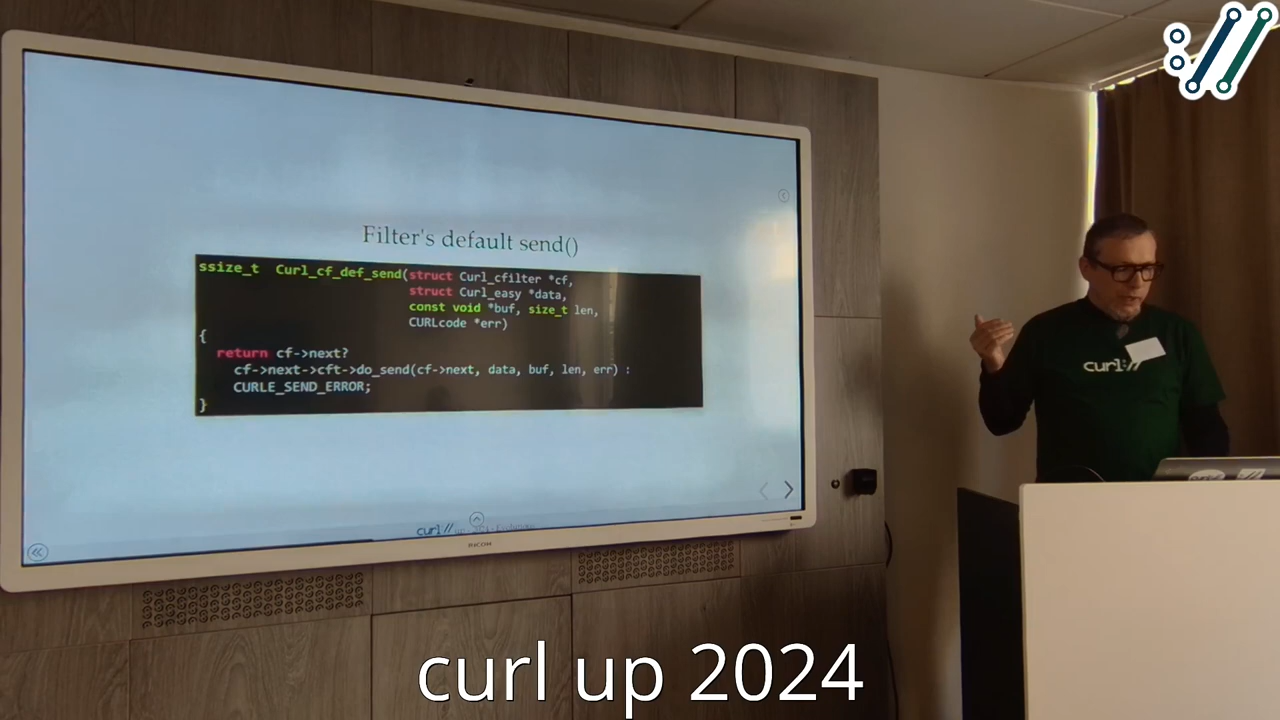 Filter's default send()
ssize_t  Curl_cf_def_send(struct Curl_cfilter *cf,
struct Curl_easy *data,
const void *buf, size_t len,
CURLcode *err)
{
return cf->next?
cf->next->cft->do_send(cf->next, data, buf, len, err) :
CURLE_SEND_ERROR;
}
curl://
curl//
RICOH
curl up 2024